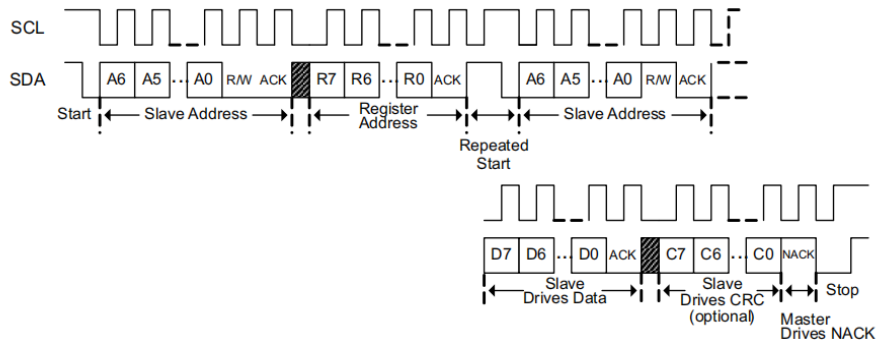 SCL
SDA A6 A5 ... A0 R/W ACK R7 R6 ... R0 ACK A6 A5 ... A0 R/W ACK
Start Slave Address Register Address Slave Address
Repeated Start
D7 D6 ... D0 ACK C7 C6 ... C0 NACK
Slave Drives Data Slave Drives CRC (optional) Stop
Master Drives NACK